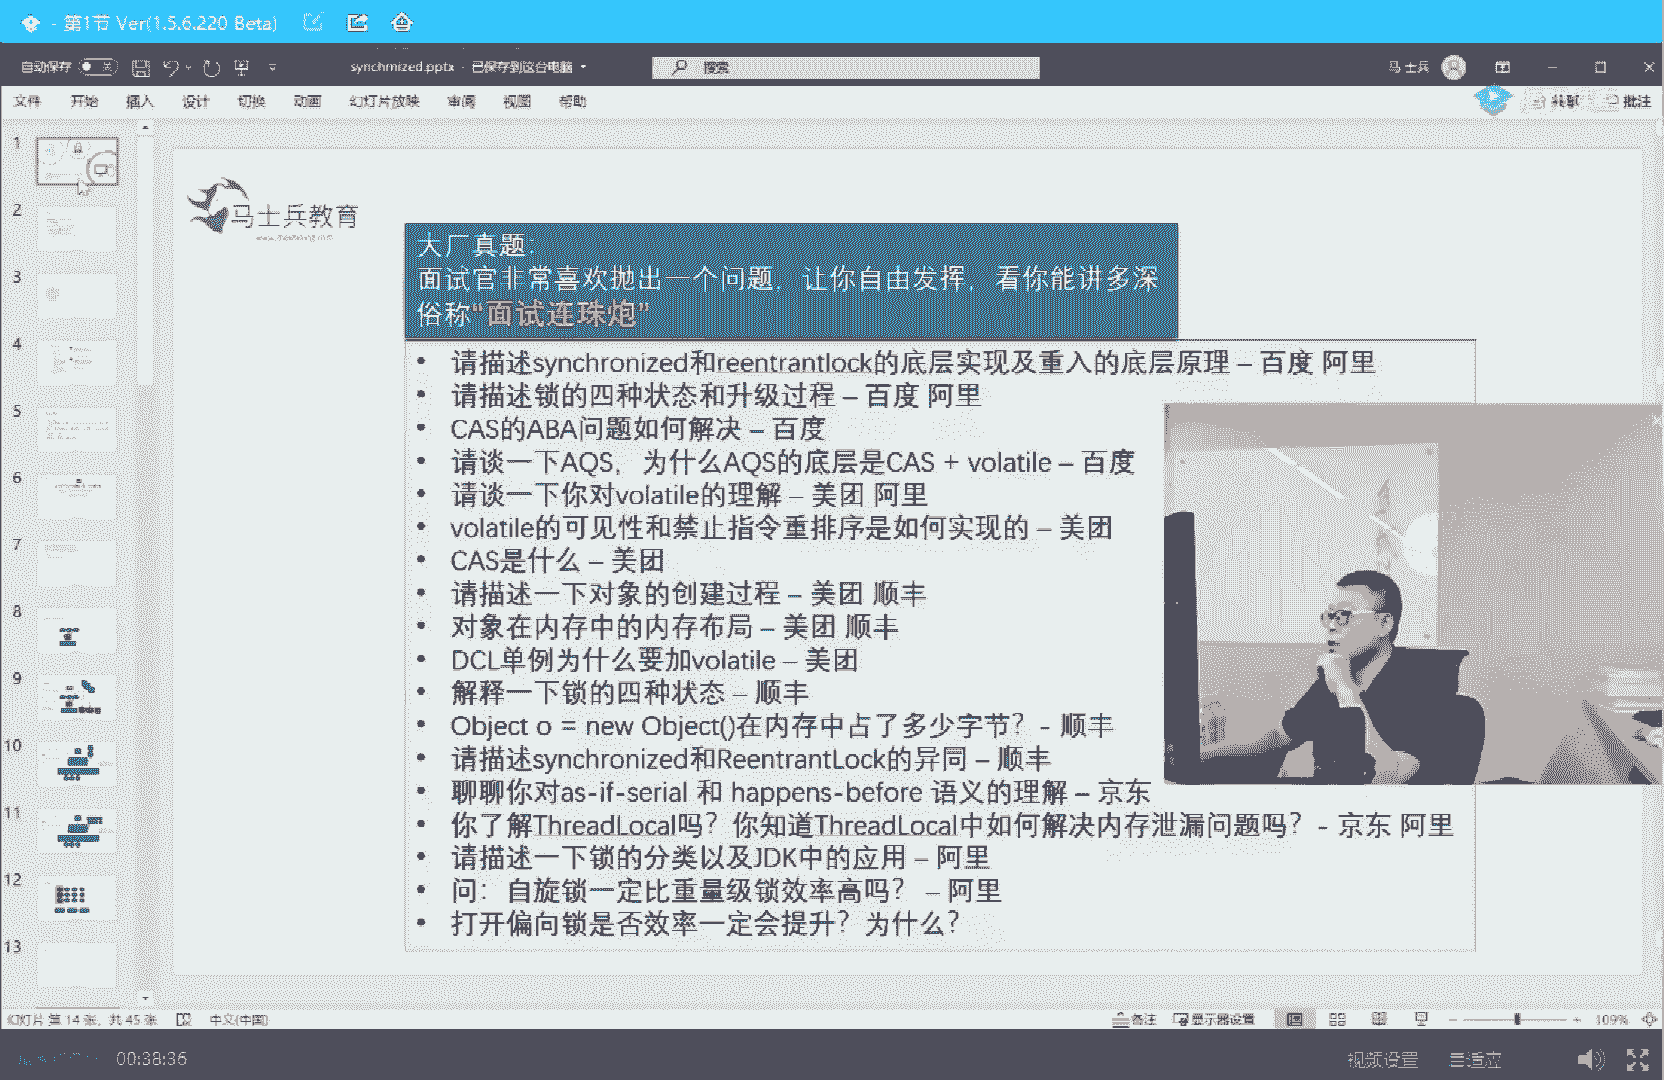 - 第1节 Ver(1.5.6.220 Beta)
自动保存 关 synchmized.pptx - 已保存到这台电脑 搜索 马 士兵
文件 开始 插入 设计 切换 动画 幻灯片放映 审阅 视图 帮助 共享 批注
马士兵教育
大厂真题:
面试官非常喜欢抛出一个问题，让你自由发挥，看你能讲多深
俗称“面试连珠炮”
• 请描述synchronized和reentrantlock的底层实现及重入的底层原理 – 百度 阿里
• 请描述锁的四种状态和升级过程 – 百度 阿里
• CAS的ABA问题如何解决 – 百度
• 请谈一下AQS，为什么AQS的底层是CAS + volatile – 百度
• 请谈一下你对volatile的理解 – 美团 阿里
• volatile的可见性和禁止指令重排序是如何实现的 – 美团
• CAS是什么 – 美团
• 请描述一下对象的创建过程 – 美团 顺丰
• 对象在内存中的内存布局 – 美团 顺丰
• DCL单例为什么要加volatile – 美团
• 解释一下锁的四种状态 – 顺丰
• Object o = new Object()在内存中占了多少字节？ - 顺丰
• 请描述synchronized和ReentrantLock的异同 – 顺丰
• 聊聊你对as-if-serial 和 happens-before 语义的理解 – 京东
• 你了解ThreadLocal吗？你知道ThreadLocal中如何解决内存泄漏问题吗？ - 京东 阿里
• 请描述一下锁的分类以及JDK中的应用 – 阿里
• 问：自旋锁一定比重量级锁效率高吗？ – 阿里
• 打开偏向锁是否效率一定会提升？为什么？
1
2
3
4
5
6
7
8
9
10
11
12
13
幻灯片 第 14 张，共 45 张 中文(中国) 备注 显示器设置 109%
00:38:36 视频设置 自适应